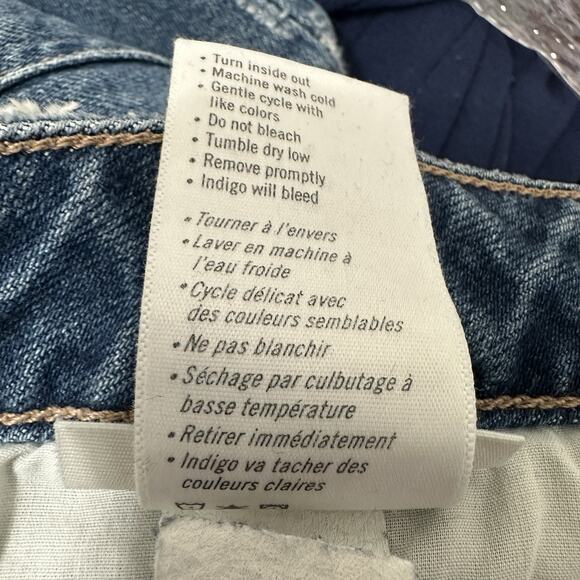 • Turn inside out
• Machine wash cold
• Gentle cycle with
like colors
• Do not bleach
• Tumble dry low
• Remove promptly
• Indigo will bleed
• Tourner à l'envers
• Laver en machine à
l'eau froide
• Cycle délicat avec
des couleurs semblables
• Ne pas blanchir
• Séchage par culbutage à
basse température
• Retirer immédiatement
• Indigo va tacher des
couleurs claires